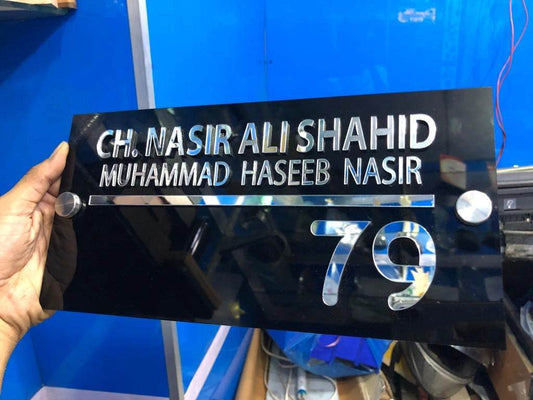 CH. NASIR ALI SHAHID
MUHAMMAD HASEEB NASIR
79